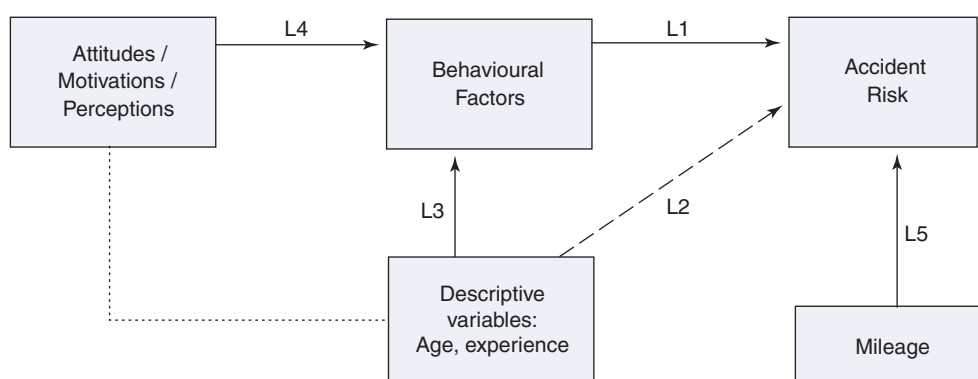 L4
L1
Attitudes /
Motivations /
Perceptions
Behavioural
Factors
Accident
Risk
L3
L2
L5
Descriptive
variables:
Age, experience
Mileage